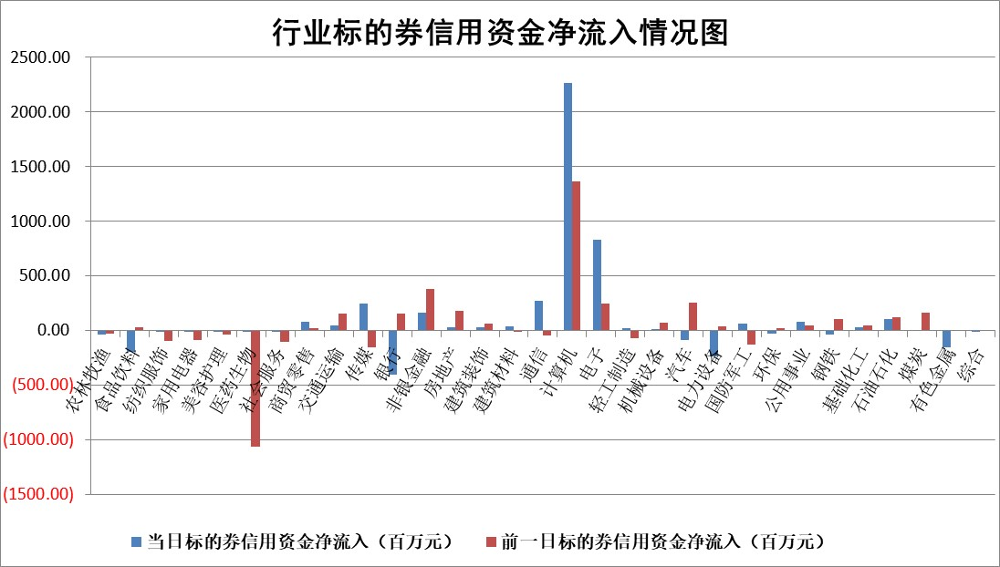 行业标的券信用资金净流入情况图
2500.00
2000.00
1500.00
1000.00
500.00
0.00
(500.00)
(1000.00)
(1500.00)
农林牧渔
食品饮料
纺织服饰
家用电器
美容护理
医药生物
社会服务
商贸零售
交通运输
传媒
银行
非银金融
房地产
建筑装饰
建筑材料
通信
计算机
电子
轻工制造
机械设备
汽车
电力设备
国防军工
环保
公用事业
钢铁
基础化工
石油石化
煤炭
有色金属
综合
当日标的券信用资金净流入（百万元）
前一日标的券信用资金净流入（百万元）